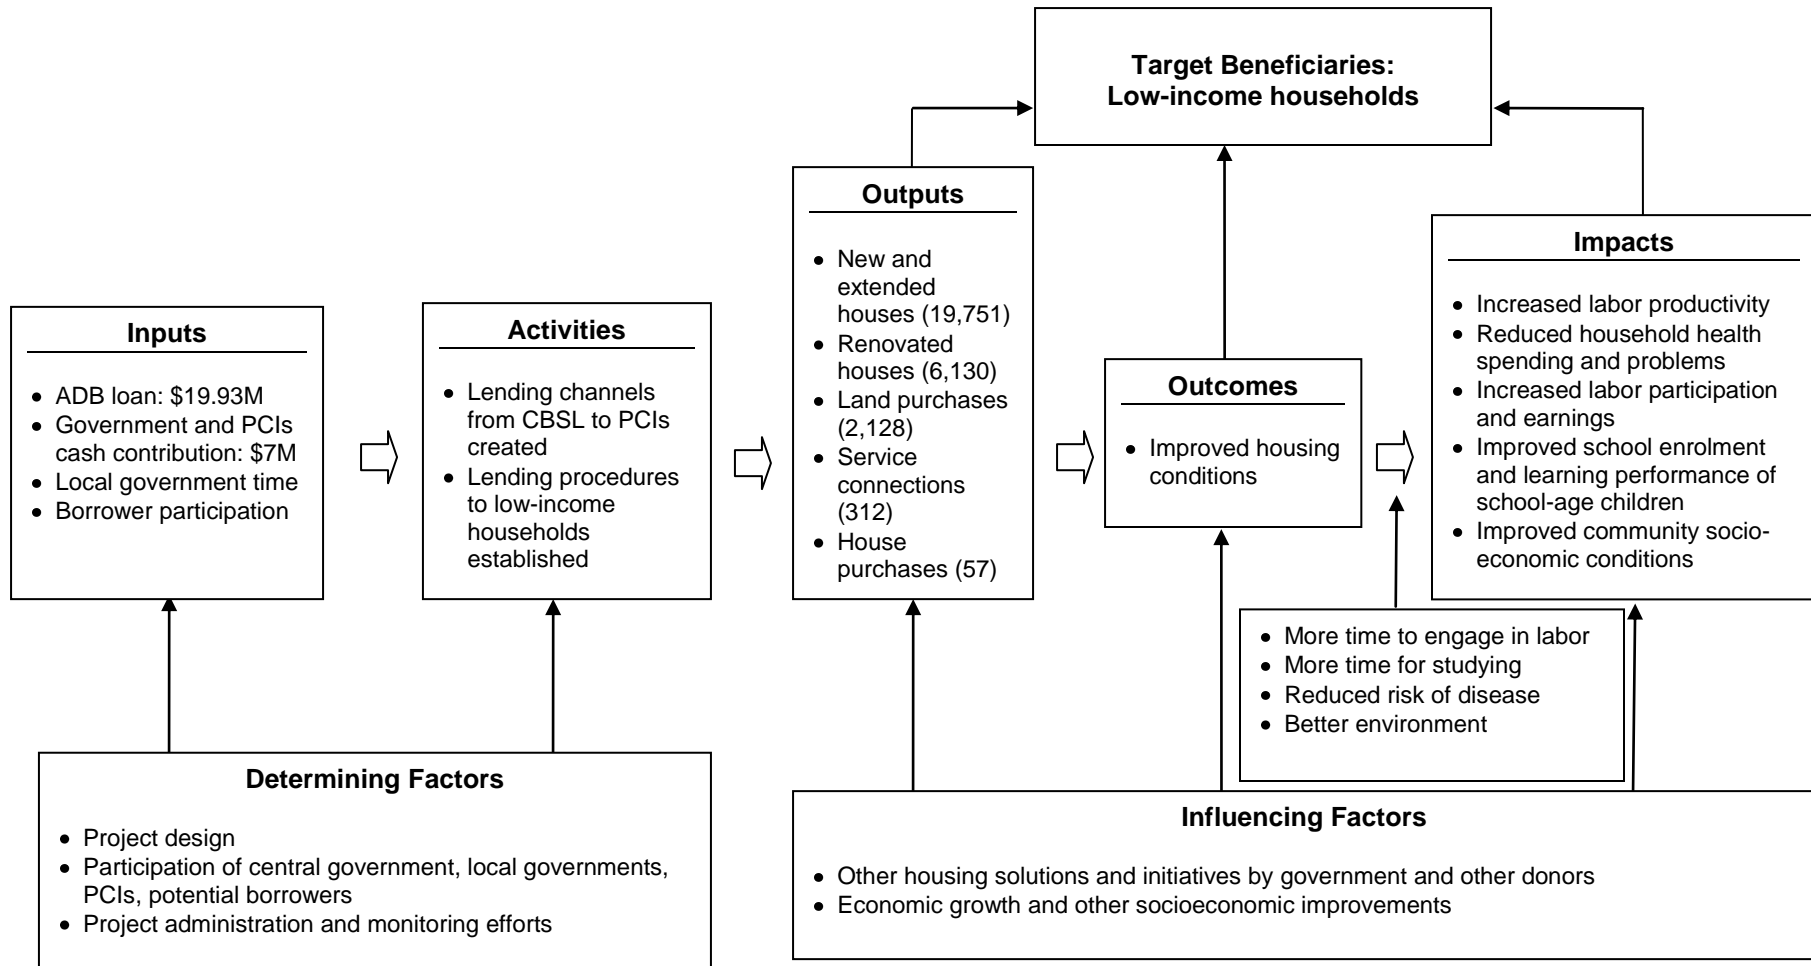 Target Beneficiaries:
Low-income households
Outputs
New and
extended
houses (19,751)
Renovated
houses (6,130)
Land purchases
(2,128)
Service
connections
(312)
House
purchases (57)
Impacts
Increased labor productivity
Reduced household health
spending and problems
Increased labor participation
and earnings
Improved school enrolment
and learning performance of
school-age children
Improved community socio-
economic conditions
Inputs
ADB loan: $19.93M
Government and PCIs
cash contribution: $7M
Local government time
Borrower participation
Activities
Lending channels
from CBSL to PCIs
created
Lending procedures
to low-income
households
established
Outcomes
Improved housing
conditions
More time to engage in labor
More time for studying
Reduced risk of disease
Better environment
Determining Factors
Project design
Participation of central government, local governments,
PCIs, potential borrowers
Project administration and monitoring efforts
Influencing Factors
Other housing solutions and initiatives by government and other donors
Economic growth and other socioeconomic improvements